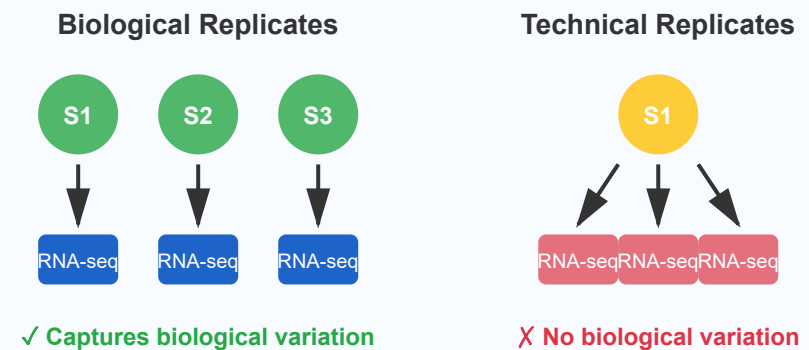 Biological Replicates
S1
S2
S3
RNA-seq
RNA-seq
RNA-seq
✓ Captures biological variation
Technical Replicates
S1
RNA-seq
RNA-seq
RNA-seq
✗ No biological variation